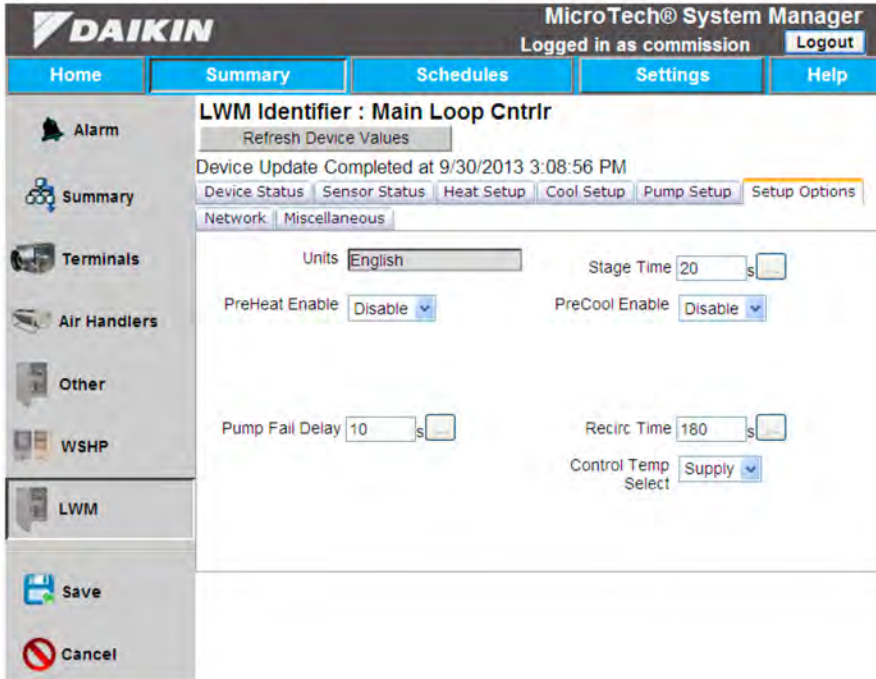 DAIKIN
MicroTech® System Manager
Logged in as commission Logout
Home Summary Schedules Settings Help
Alarm
Summary
Terminals
Air Handlers
Other
WSHP
LWM
Save
Cancel
LWM Identifier : Main Loop Cntrlr
Refresh Device Values
Device Update Completed at 9/30/2013 3:08:56 PM
Device Status Sensor Status Heat Setup Cool Setup Pump Setup Setup Options
Network Miscellaneous
Units English Stage Time 20 s ...
PreHeat Enable Disable PreCool Enable Disable
Pump Fail Delay 10 s ... Recirc Time 180 s ...
Control Temp Select Supply